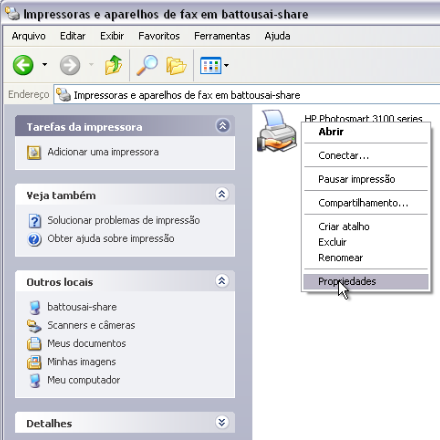 Impressoras e aparelhos de fax em battousai-share
Arquivo Editar Exibir Favoritos Ferramentas Ajuda
Endereço Impressoras e aparelhos de fax em battousai-share
Tarefas da impressora
Adicionar uma impressora
Veja também
Solucionar problemas de impressão
Obter ajuda sobre impressão
Outros locais
battousai-share
Scanners e câmeras
Meus documentos
Minhas imagens
Meu computador
Detalhes
HP Photosmart 3100 series
Abrir
Conectar...
Pausar impressão
Compartilhamento...
Criar atalho
Excluir
Renomear
Propriedades